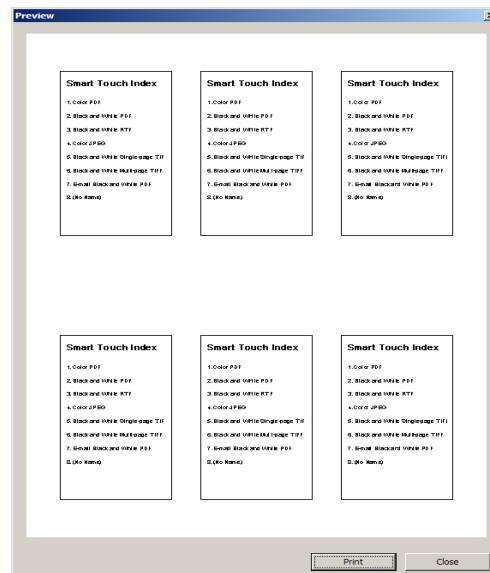 Preview
Smart Touch Index
1. Color PDF
2. Black and White PDF
3. Black and White RTF
4. Color JPEG
5. Black and White Single-page TIF
6. Black and White Multi-page TIFF
7. E-mail Black and White PDF
8. (No Name)
Smart Touch Index
1. Color PDF
2. Black and White PDF
3. Black and White RTF
4. Color JPEG
5. Black and White Single-page TIF
6. Black and White Multi-page TIFF
7. E-mail Black and White PDF
8. (No Name)
Smart Touch Index
1. Color PDF
2. Black and White PDF
3. Black and White RTF
4. Color JPEG
5. Black and White Single-page TIF
6. Black and White Multi-page TIFF
7. E-mail Black and White PDF
8. (No Name)
Smart Touch Index
1. Color PDF
2. Black and White PDF
3. Black and White RTF
4. Color JPEG
5. Black and White Single-page TIF
6. Black and White Multi-page TIFF
7. E-mail Black and White PDF
8. (No Name)
Smart Touch Index
1. Color PDF
2. Black and White PDF
3. Black and White RTF
4. Color JPEG
5. Black and White Single-page TIF
6. Black and White Multi-page TIFF
7. E-mail Black and White PDF
8. (No Name)
Smart Touch Index
1. Color PDF
2. Black and White PDF
3. Black and White RTF
4. Color JPEG
5. Black and White Single-page TIF
6. Black and White Multi-page TIFF
7. E-mail Black and White PDF
8. (No Name)
Print
Close